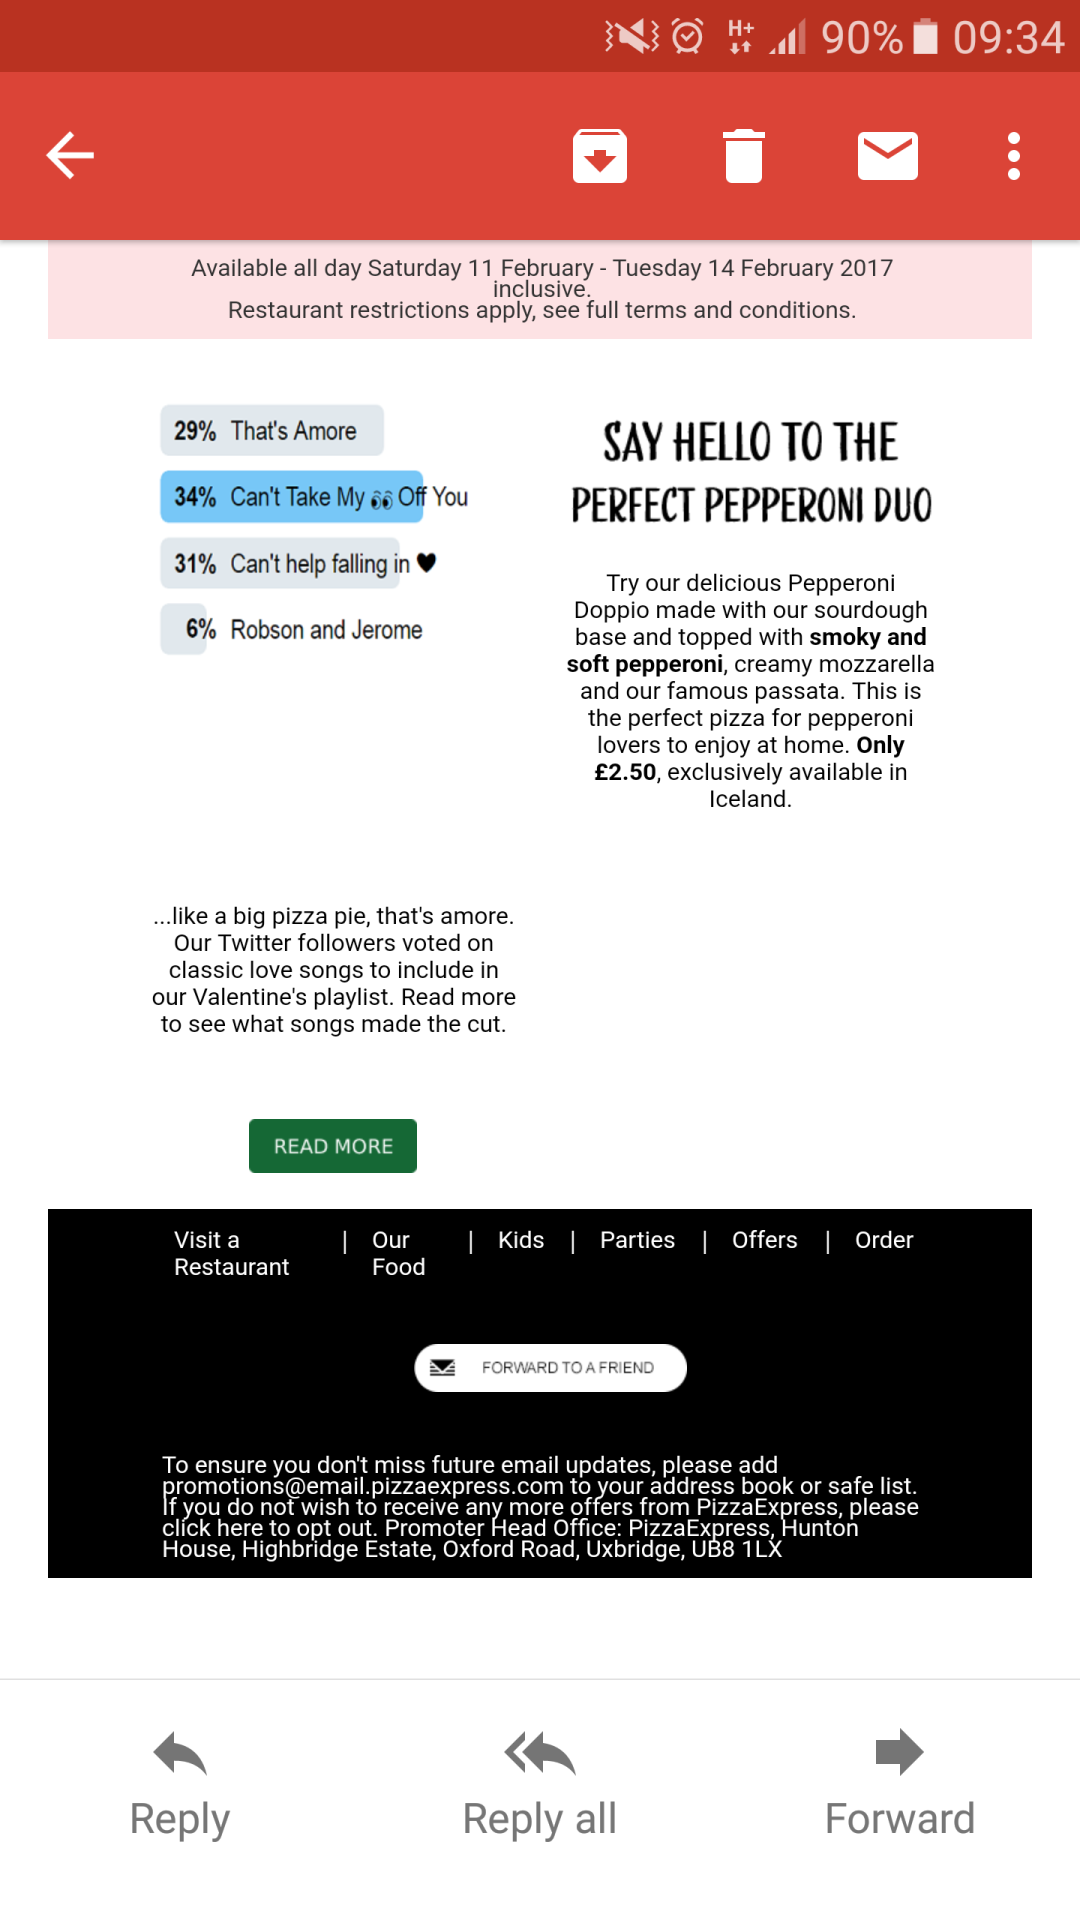 H+ 90% 09:34
Available all day Saturday 11 February - Tuesday 14 February 2017
inclusive.
Restaurant restrictions apply, see full terms and conditions.
29% That's Amore
34% Can't Take My 👀 Off You
31% Can't help falling in ♥
6% Robson and Jerome
...like a big pizza pie, that's amore.
Our Twitter followers voted on
classic love songs to include in
our Valentine's playlist. Read more
to see what songs made the cut.
READ MORE
SAY HELLO TO THE
PERFECT PEPPERONI DUO
Try our delicious Pepperoni
Doppio made with our sourdough
base and topped with smoky and
soft pepperoni, creamy mozzarella
and our famous passata. This is
the perfect pizza for pepperoni
lovers to enjoy at home. Only
£2.50, exclusively available in
Iceland.
Visit a | Our | Kids | Parties | Offers | Order
Restaurant Food
FORWARD TO A FRIEND
To ensure you don't miss future email updates, please add
promotions@email.pizzaexpress.com to your address book or safe list.
If you do not wish to receive any more offers from PizzaExpress, please
click here to opt out. Promoter Head Office: PizzaExpress, Hunton
House, Highbridge Estate, Oxford Road, Uxbridge, UB8 1LX
Reply Reply all Forward